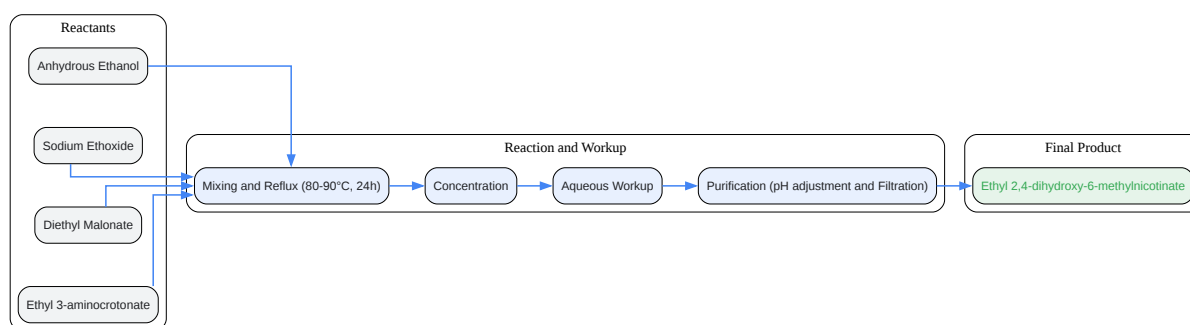 Reactants
Anhydrous Ethanol
Sodium Ethoxide
Diethyl Malonate
Ethyl 3-aminocrotonate
Reaction and Workup
Mixing and Reflux (80-90°C, 24h)
Concentration
Aqueous Workup
Purification (pH adjustment and Filtration)
Final Product
Ethyl 2,4-dihydroxy-6-methylnicotinate